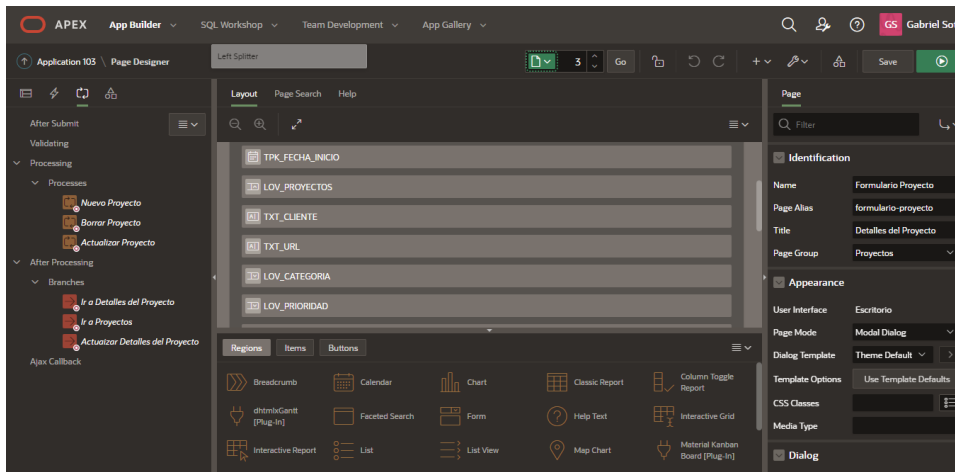 APEX App Builder SQL Workshop Team Development App Gallery GS Gabriel Sot
Application 103 \ Page Designer Left Splitter 3 Go Save
Layout Page Search Help Page
After Submit
Validating
Processing
Processes
Nuevo Proyecto
Borrar Proyecto
Actualizar Proyecto
After Processing
Branches
Ir a Detalles del Proyecto
Ir a Proyectos
Actuatzar Detalles del Proyecto
Ajax Callback
TPK_FECHA_INICIO
LOV_PROYECTOS
TXT_CLIENTE
TXT_URL
LOV_CATEGORIA
LOV_PRIORIDAD
Regions Items Buttons
Breadcrumb Calendar Chart Classic Report Column Toggle
Report
dhtmlxGantt
[Plug-In] Faceted Search Form Help Text Interactive Grid
Interactive Report List List View Map Chart Material Kanban
Board [Plug-In]
Filter
Identification
Name Formulario Proyecto
Page Alias formulario-proyecto
Title Detalles del Proyecto
Page Group Proyectos
Appearance
User Interface Escritorio
Page Mode Modal Dialog
Dialog Template Theme Default
Template Options Use Template Defaults
CSS Classes
Media Type
Dialog